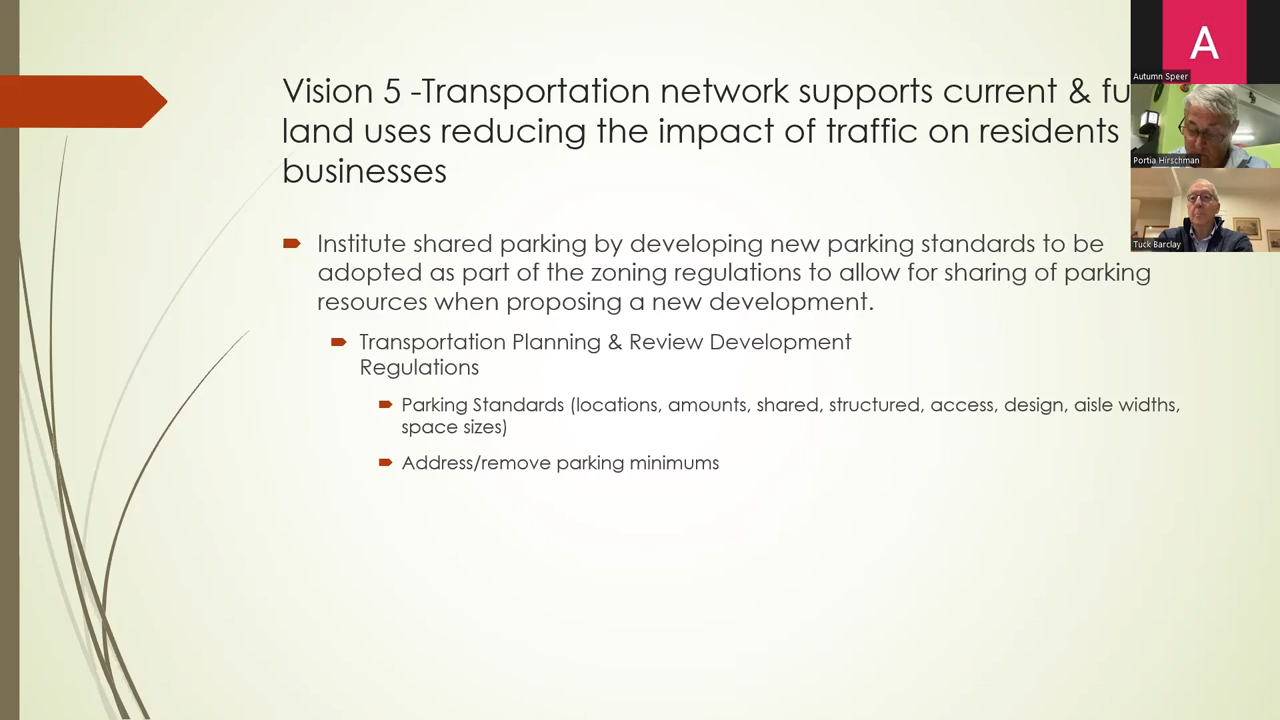 Vision 5 -Transportation network supports current & fu
land uses reducing the impact of traffic on residents
businesses
Institute shared parking by developing new parking standards to be
adopted as part of the zoning regulations to allow for sharing of parking
resources when proposing a new development.
Transportation Planning & Review Development
Regulations
Parking Standards (locations, amounts, shared, structured, access, design, aisle widths,
space sizes)
Address/remove parking minimums
A
Autumn Speer
Portia Hirschman
Tuck Barclay